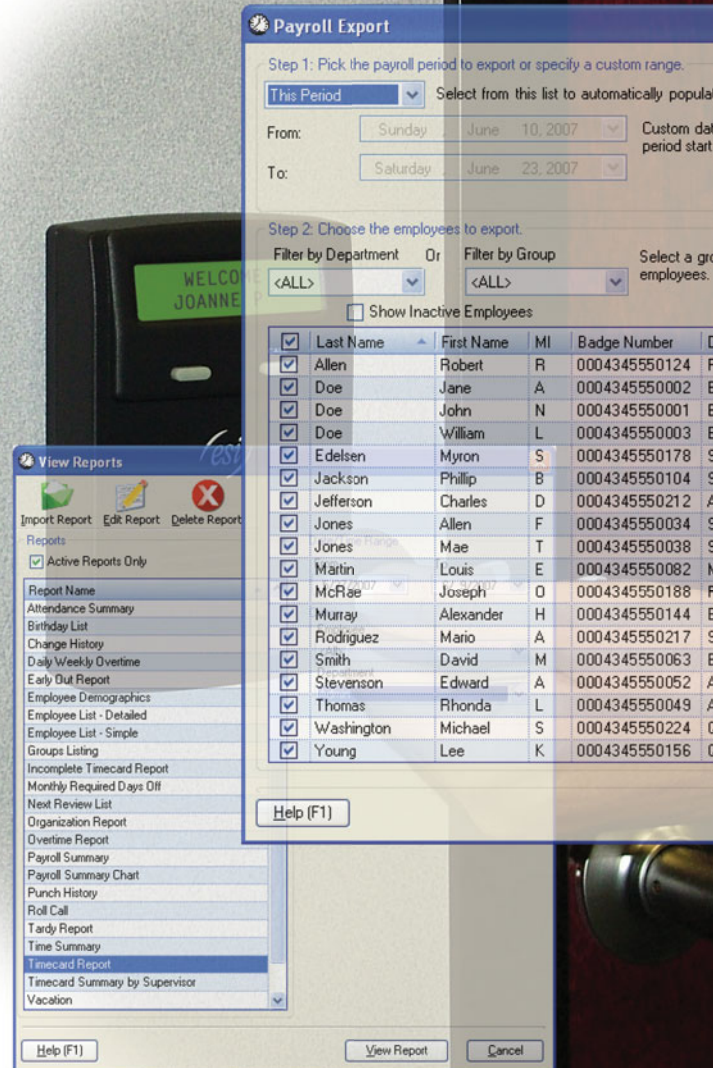 Payroll Export
Step 1: Pick the payroll period to export or specify a custom range.
This Period
Select from this list to automatically
From:
Sunday , June 10, 2007
Custom
period start
To:
Saturday , June 23, 2007
Step 2: Choose the employees to export.
Filter by Department Or Filter by Group
Select a
employees.
<ALL> <ALL>
Show Inactive Employees
WELCOME
JOANNE P
Last Name First Name MI Badge Number
Allen Robert R 0004345550124
Doe Jane A 0004345550002
Doe John N 0004345550001
Doe William L 0004345550003
Edelsen Myron S 0004345550178
Jackson Phillip B 0004345550104
Jefferson Charles D 0004345550212
Jones Allen F 0004345550034
Jones Mae T 0004345550038
Martin Louis E 0004345550082
McRae Joseph O 0004345550188
Murray Alexander H 0004345550144
Rodriguez Mario A 0004345550217
Smith David M 0004345550063
Stevenson Edward A 0004345550052
Thomas Rhonda L 0004345550049
Washington Michael S 0004345550224
Young Lee K 0004345550156
Help (F1)
esi
View Reports
Import Report Edit Report Delete Report
Reports
Active Reports Only
Range
Report Name
Attendance Summary
Birthday List
Change History
Daily Weekly Overtime
Early Out Report
Employee Demographics
Employee List - Detailed
Employee List - Simple
Groups Listing
Incomplete Timecard Report
Monthly Required Days Off
Next Review List
Organization Report
Overtime Report
Payroll Summary
Payroll Summary Chart
Punch History
Roll Call
Tardy Report
Time Summary
Timecard Report
Timecard Summary by Supervisor
Vacation
Employee
Department
Help (F1)
View Report
Cancel